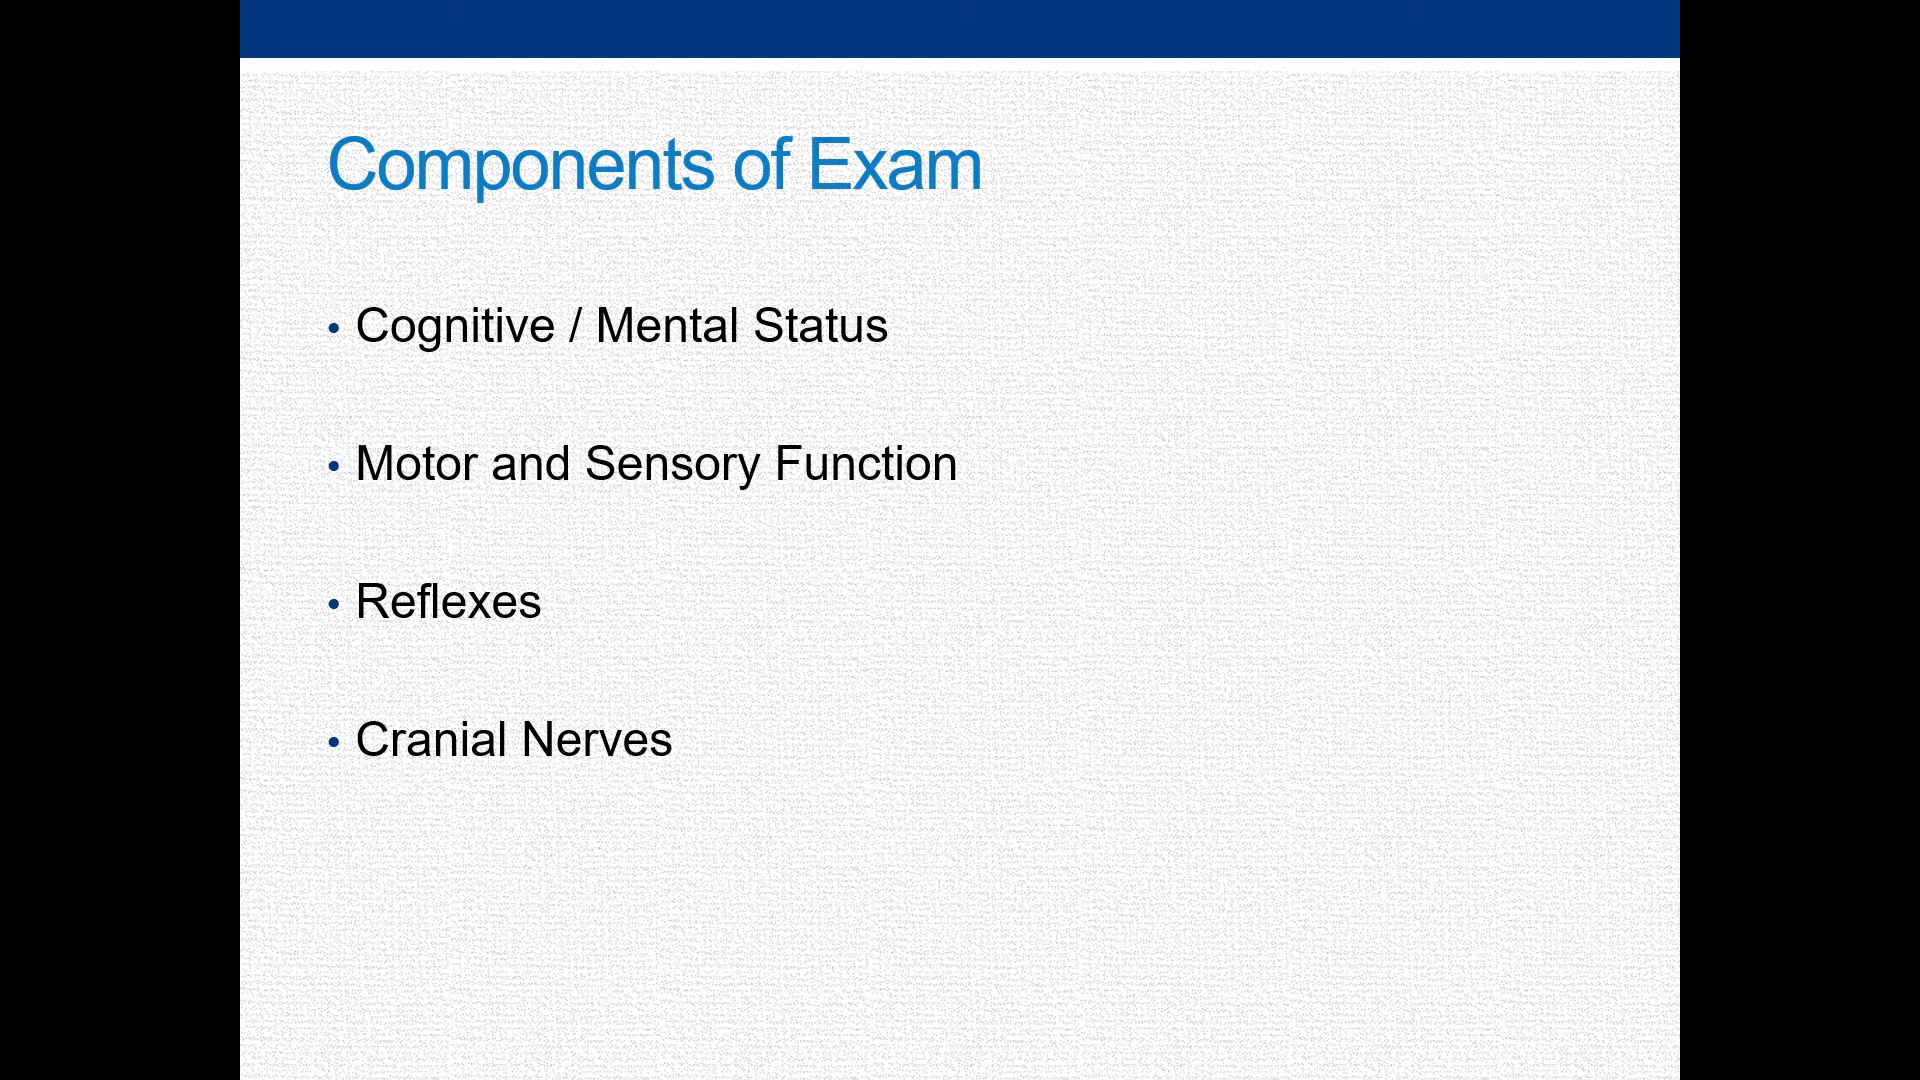 Components of Exam
• Cognitive / Mental Status
• Motor and Sensory Function
• Reflexes
• Cranial Nerves